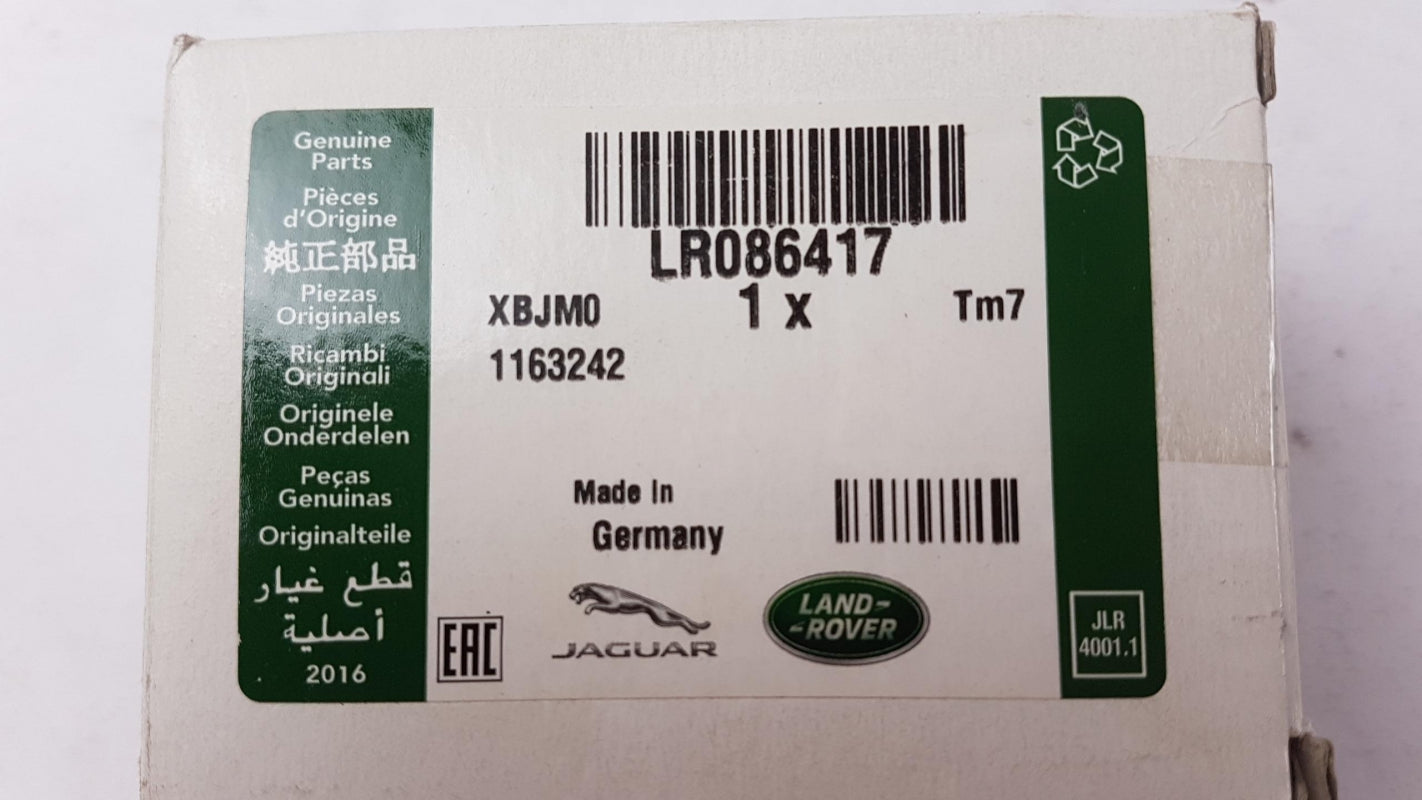 Genuine
Parts
Pièces
d'Origine
純正部品
Piezas
Originales
Ricambi
Originali
Originele
Onderdelen
Peças
Genuinas
Originalteile
قطع غيار
أصلية
2016
LR086417
XBJM0
1 x
Tm7
1163242
Made In
Germany
EAC
JAGUAR
LAND-
-ROVER
JLR
4001.1